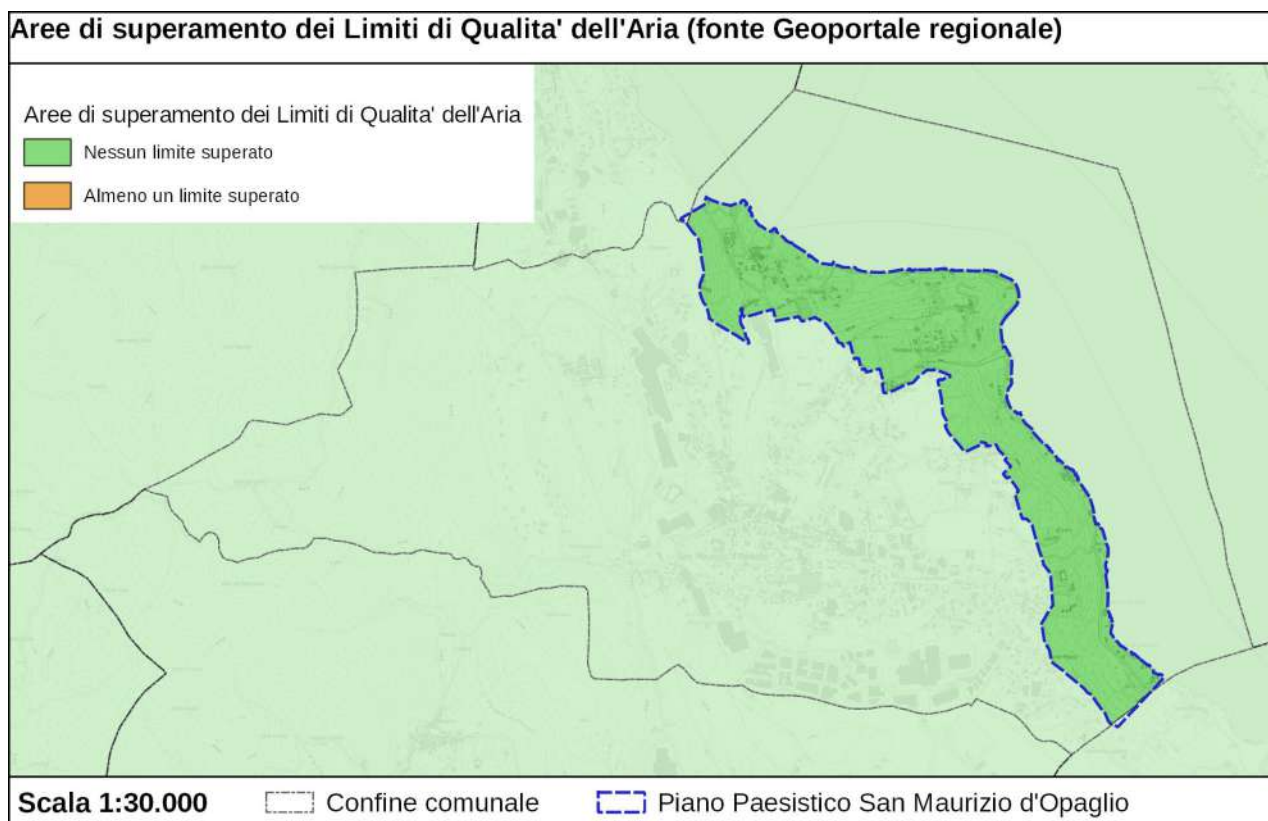 Aree di superamento dei Limiti di Qualita' dell'Aria (fonte Geoportale regionale)
Aree di superamento dei Limiti di Qualita' dell'Aria
Nessun limite superato
Almeno un limite superato
Scala 1:30.000
Confine comunale
Piano Paesistico San Maurizio d'Opaglio